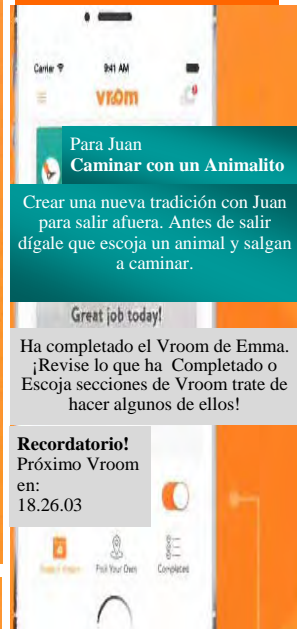 Carrier 9:41 AM
vroom
Para Juan
Caminar con un Animalito
Crear una nueva tradición con Juan
para salir afuera. Antes de salir
dígale que escoja un animal y salgan
a caminar.
Great job today!
Ha completado el Vroom de Emma.
¡Revise lo que ha Completado o
Escoja secciones de Vroom trate de
hacer algunos de ellos!
Recordatorio!
Próximo Vroom
en:
18.26.03
Pick Your Own Completed